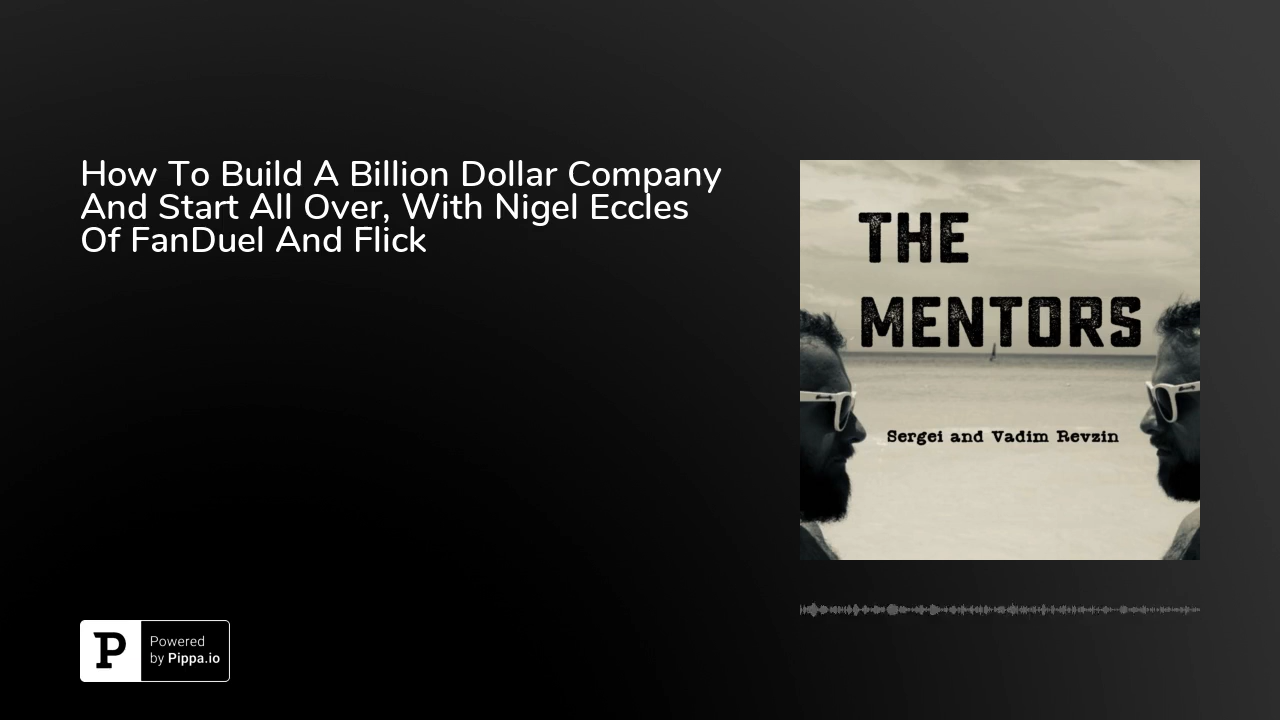 How To Build A Billion Dollar Company
And Start All Over, With Nigel Eccles
Of FanDuel And Flick
THE
MENTORS
Sergei and Vadim Revzin
P
Powered
by Pippa.io